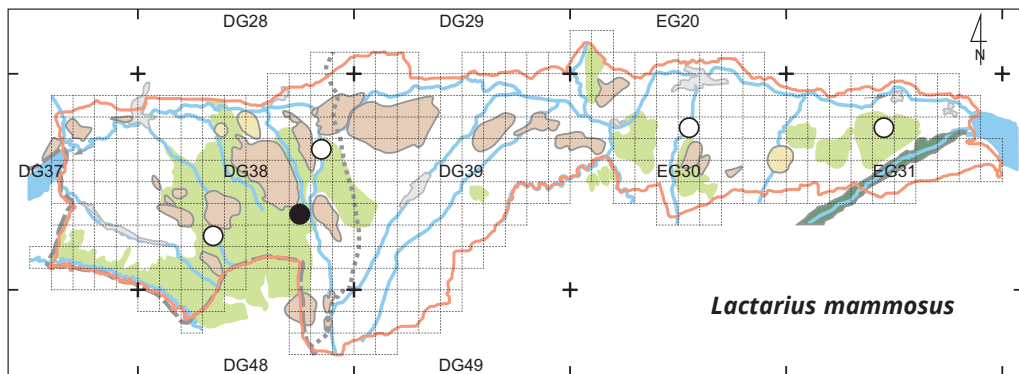 DG28 DG29 EG20
N
DG37 DG38 DG39 EG30 EG31
Lactarius mammosus
DG48 DG49